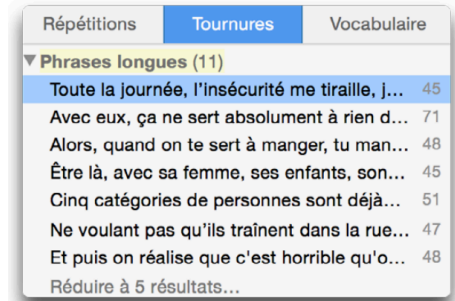 Répétitions Tournures Vocabulaire
▼ Phrases longues (11)
Toute la journée, l'insécurité me tiraille, j... 45
Avec eux, ça ne sert absolument à rien d... 71
Alors, quand on te sert à manger, tu man... 48
Être là, avec sa femme, ses enfants, son... 45
Cinq catégories de personnes sont déjà... 51
Ne voulant pas qu'ils traînent dans la rue... 47
Et puis on réalise que c'est horrible qu'o... 48
Réduire à 5 résultats...